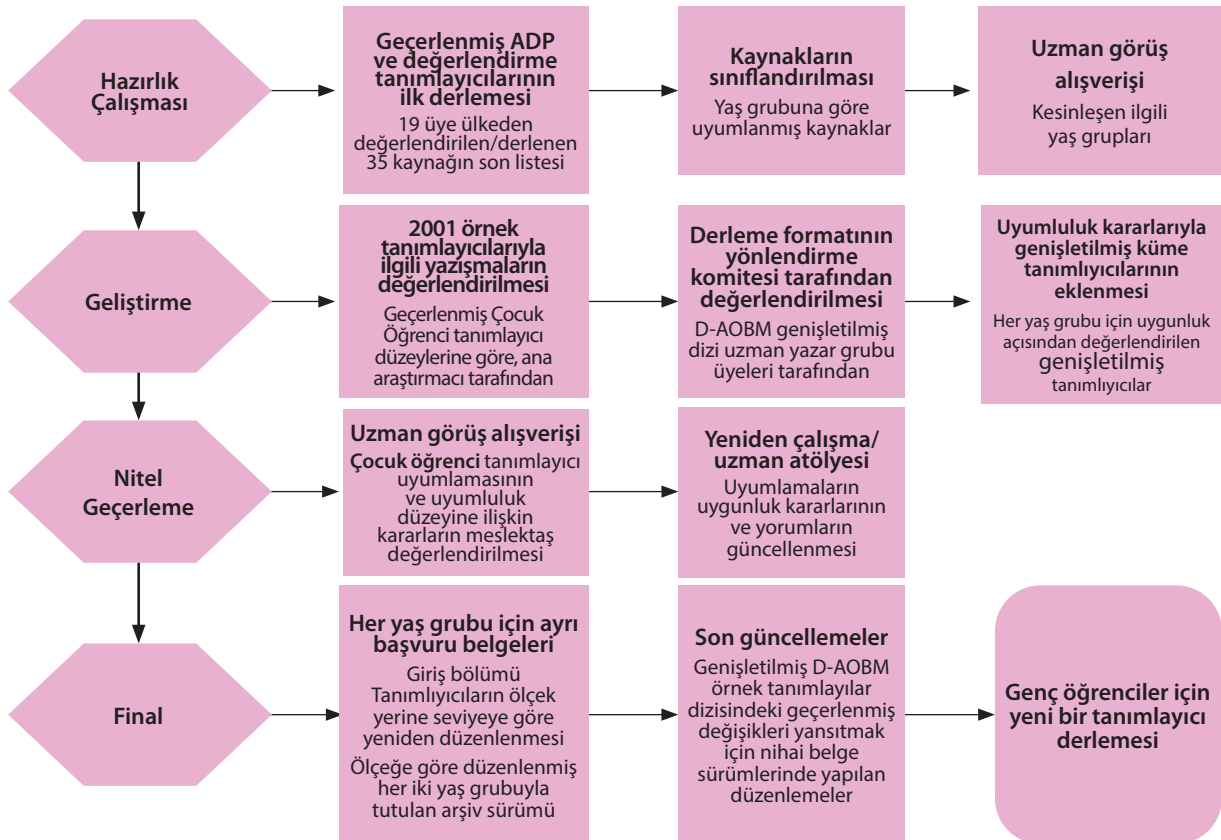 Hazırlık
Çalışması
Geçerlenmiş ADP
ve değerlendirme
tanımlayıcılarının
ilk derlemesi
19 üye ülkeden
değerlendirilen/derlenen
35 kaynağın son listesi
Kaynakların
sınıflandırılması
Yaş grubuna göre
uyumlanmış kaynaklar
Uzman görüş
alışverişi
Kesinleşen ilgili
yaş grupları
Geliştirme
2001 örnek
tanımlayıcılarıyla
ilgili yazışmaların
değerlendirilmesi
Geçerlenmiş Çocuk
Öğrenci tanımlayıcı
düzeylerine göre, ana
araştırmacı tarafından
Derleme formatının
yönlendirme
komitesi tarafından
değerlendirilmesi
D-AOBM genişletilmiş
dizi uzman yazar grubu
üyeleri tarafından
Uyumluluk kararlarıyla
genişletilmiş küme
tanımlıyıcılarının
eklenmesi
Her yaş grubu için uygunluk
açısından değerlendirilen
genişletilmiş
tanımlıyıcılar
Nitel
Geçerleme
Uzman görüş alışverişi
Çocuk öğrenci tanımlayıcı
uyumlamasının
ve uyumluluk
düzeyine ilişkin
kararların meslektaş
değerlendirilmesi
Yeniden çalışma/
uzman atölyesi
Uyumlamaların
uygunluk kararlarının
ve yorumların
güncellenmesi
Final
Her yaş grubu için ayrı
başvuru belgeleri
Giriş bölümü
Tanımlıyıcıların ölçek
yerine seviyeye göre
yeniden düzenlenmesi
Ölçeğe göre düzenlenmiş
her iki yaş grubuyla
tutulan arşiv sürümü
Son güncellemeler
Genişletilmiş D-AOBM
örnek tanımlayılar
dizisindeki geçerlenmiş
değişikleri yansıtmak
için nihai belge
sürümlerinde yapılan
düzenlemeler
Genç öğrenciler için
yeni bir tanımlayıcı
derlemesi